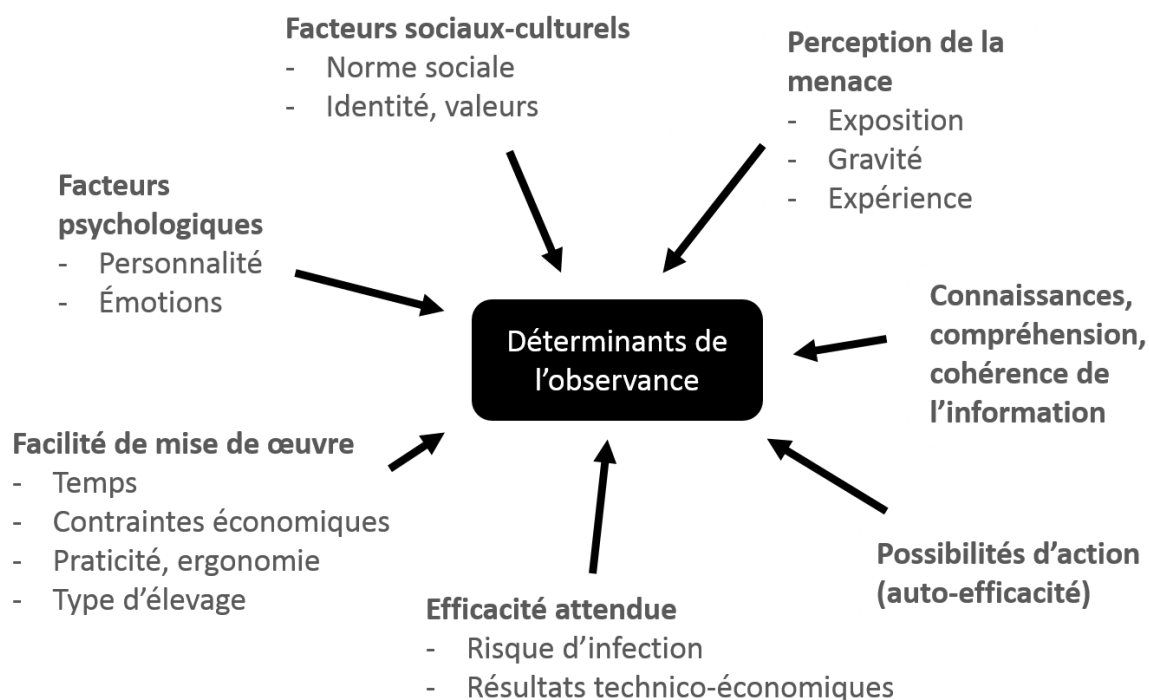 Facteurs sociaux-culturels
- Norme sociale
- Identité, valeurs
Perception de la
menace
- Exposition
- Gravité
- Expérience
Facteurs
psychologiques
- Personnalité
- Émotions
Déterminants de
l’observance
Connaissances,
compréhension,
cohérence de
l’information
Facilité de mise de œuvre
- Temps
- Contraintes économiques
- Praticité, ergonomie
- Type d’élevage
Efficacité attendue
- Risque d’infection
- Résultats technico-économiques
Possibilités d’action
(auto-efficacité)